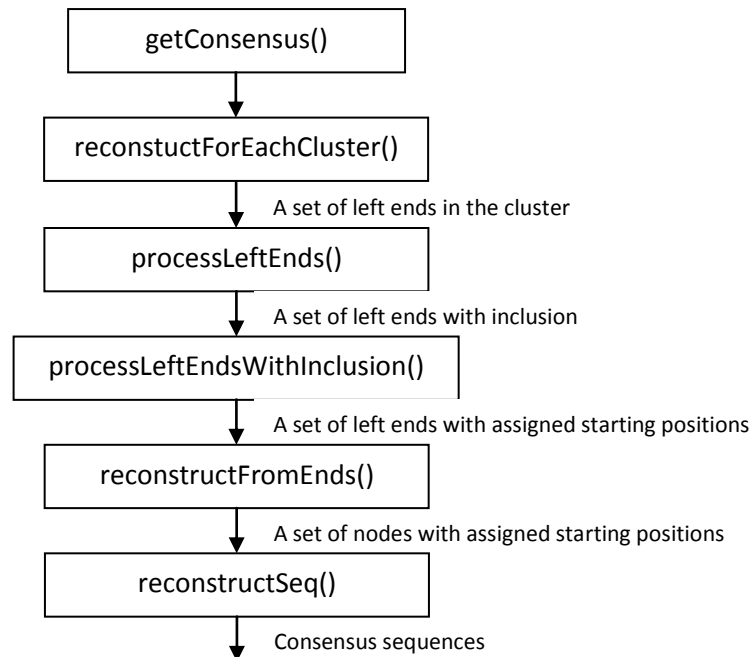 getConsensus()
reconstuctForEachCluster()
A set of left ends in the cluster
processLeftEnds()
A set of left ends with inclusion
processLeftEndsWithInclusion()
A set of left ends with assigned starting positions
reconstructFromEnds()
A set of nodes with assigned starting positions
reconstructSeq()
Consensus sequences